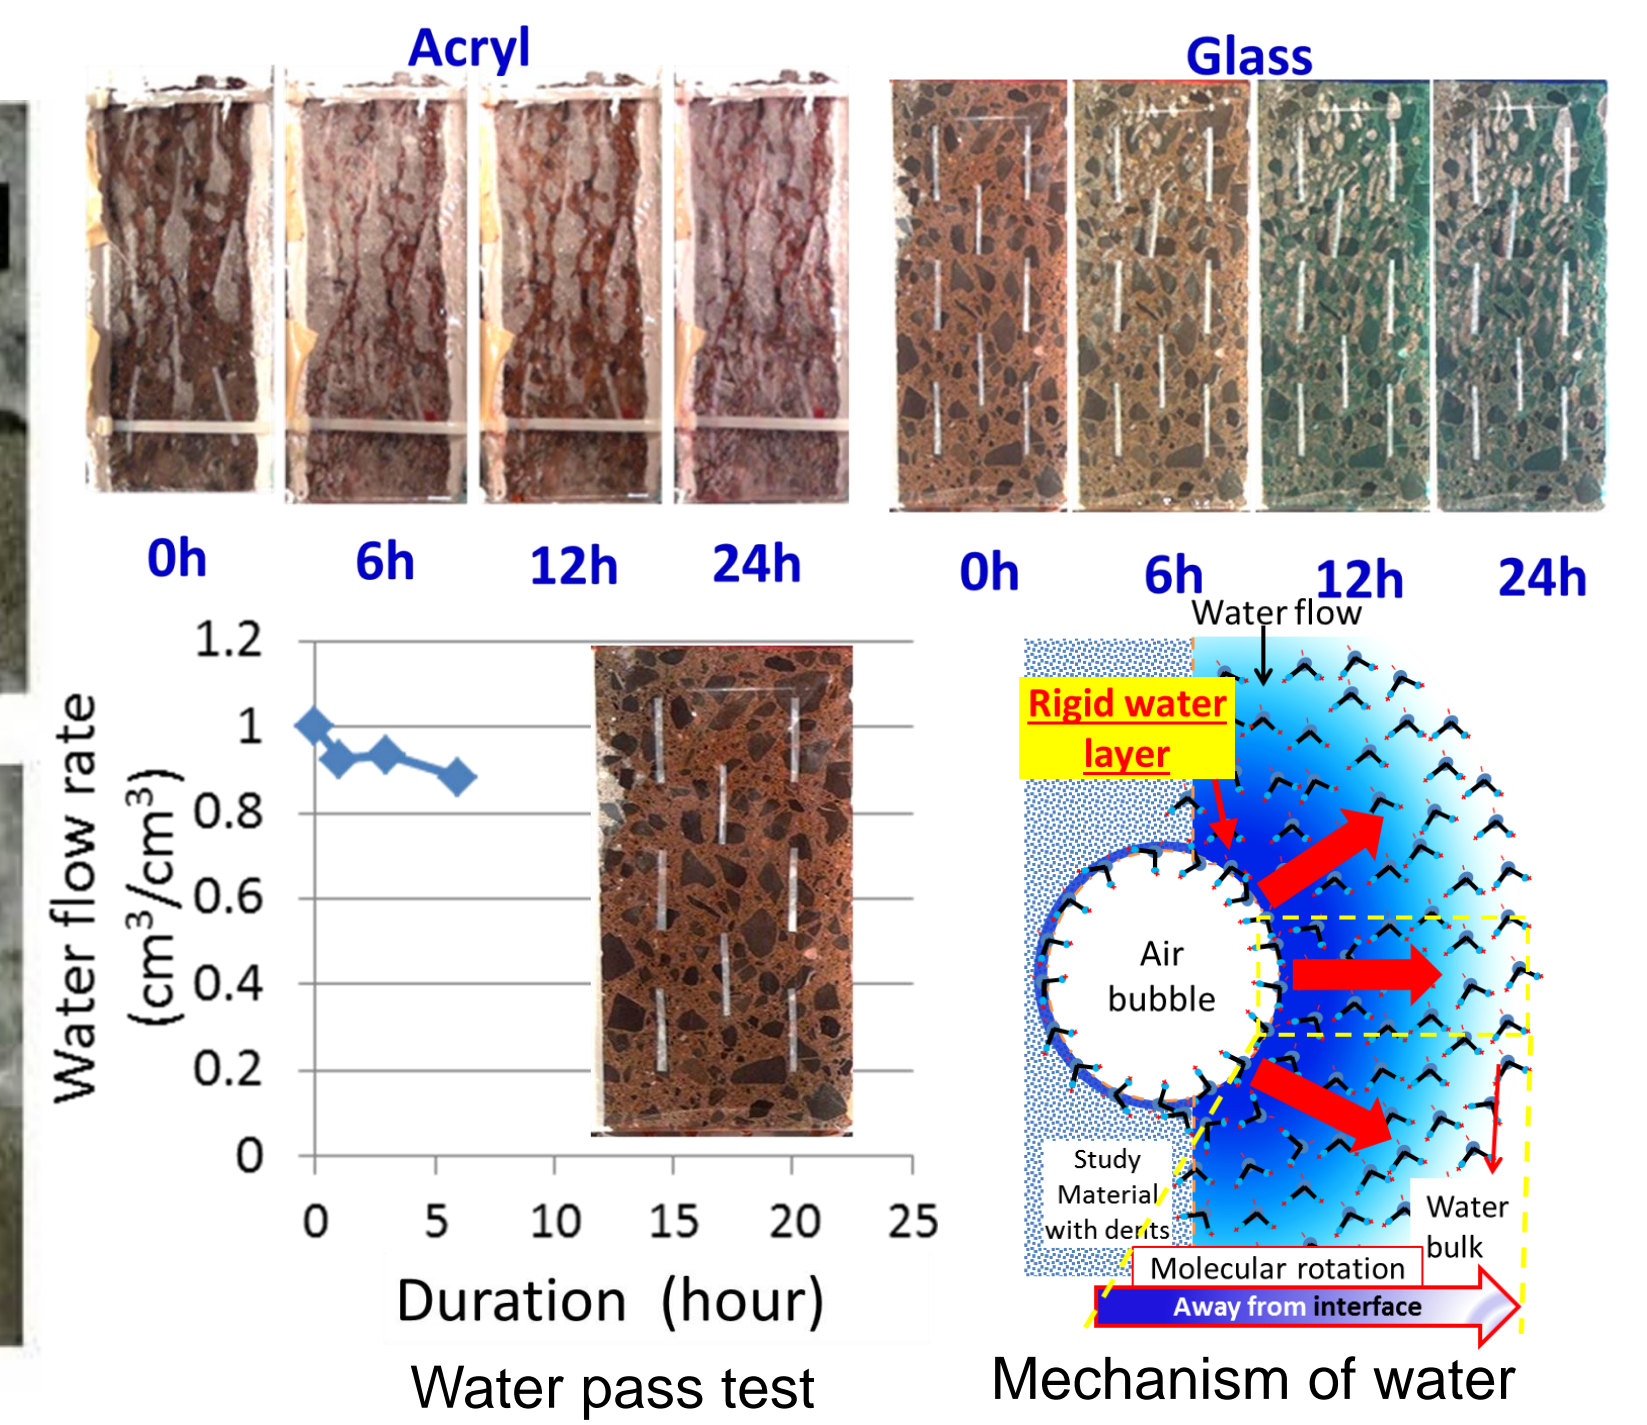 Acryl
Glass
0h
6h
12h
24h
0h
6h
12h
24h
1.2
1
0.8
0.6
0.4
0.2
0
Water flow rate
(cm³/cm³)
0
5
10
15
20
25
Duration (hour)
Water pass test
Water flow
Rigid water
layer
Air
bubble
Study
Material
with dents
Water
bulk
Molecular rotation
Away from interface
Mechanism of water